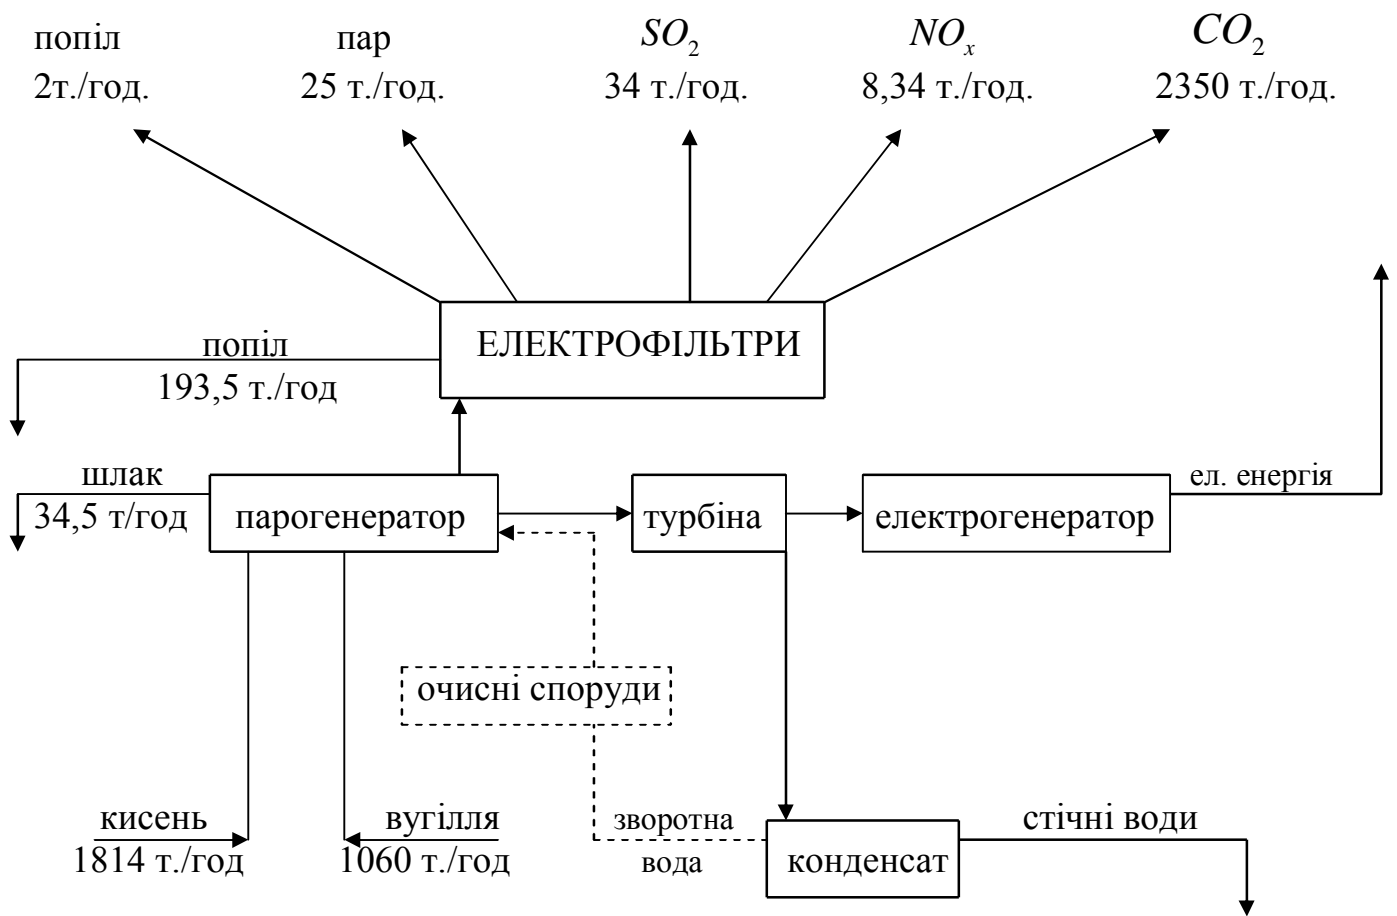 попіл
2т./год.
пар
25 т./год.
SO₂
34 т./год.
NOₓ
8,34 т./год.
CO₂
2350 т./год.
ЕЛЕКТРОФІЛЬТРИ
попіл
193,5 т./год
шлак
34,5 т/год
парогенератор
турбіна
електрогенератор
ел. енергія
очисні споруди
кисень
1814 т./год
вугілля
1060 т./год
зворотна
вода
конденсат
стічні води